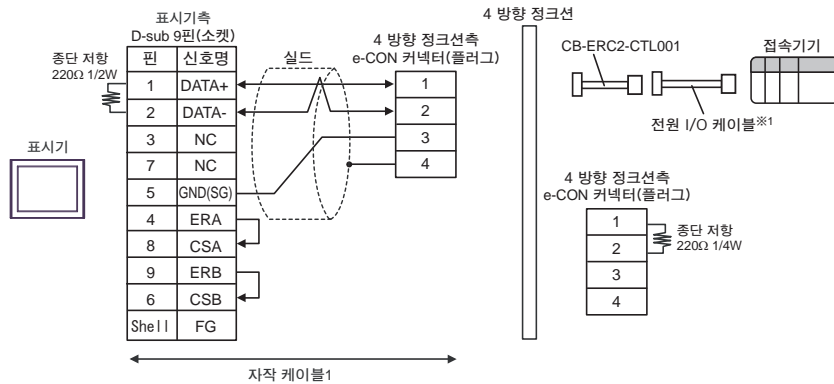 표시기측
D-sub 9핀(소켓)
종단 저항
220Ω 1/2W
핀 신호명
1 DATA+
2 DATA-
3 NC
7 NC
5 GND(SG)
4 ERA
8 CSA
9 ERB
6 CSB
Shell FG
표시기
실드
4 방향 정크션측
e-CON 커넥터(플러그)
1
2
3
4
자작 케이블1
4 방향 정크션
CB-ERC2-CTL001
전원 I/O 케이블※1
접속기기
4 방향 정크션측
e-CON 커넥터(플러그)
1
2
3
4
종단 저항
220Ω 1/4W